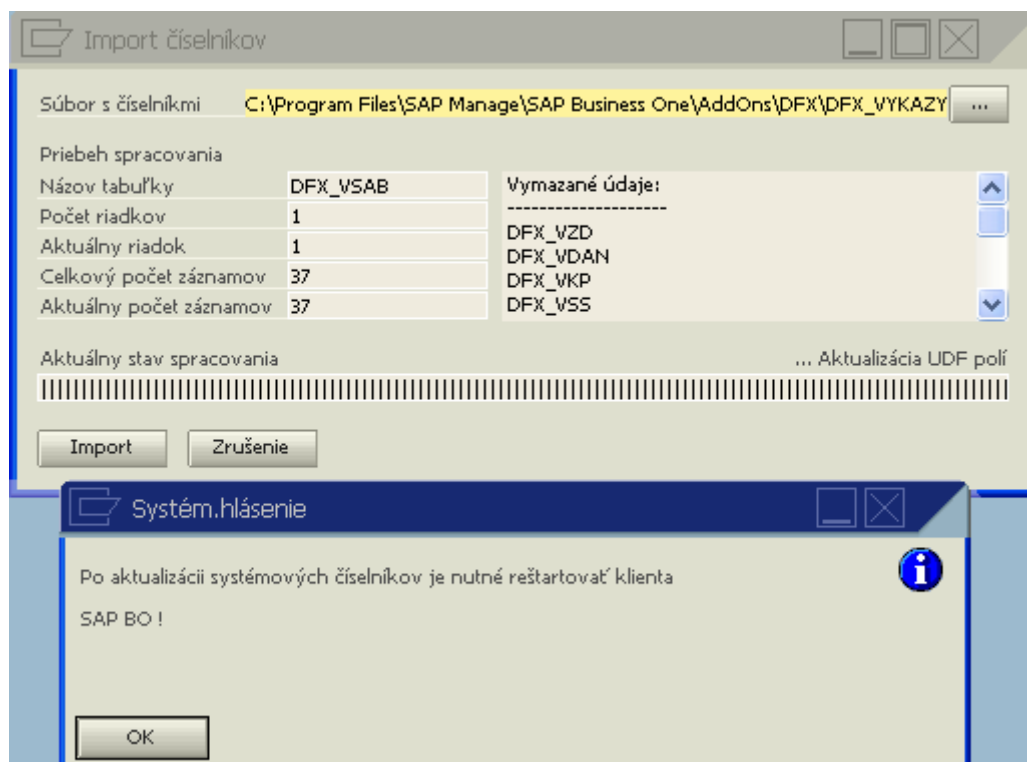 Import číselníkov
Súbor s číselníkmi C:\Program Files\SAP Manage\SAP Business One\AddOns\DFX\DFX_VYKAZY ...
Priebeh spracovania
Názov tabuľky DFX_VSAB
Počet riadkov 1
Aktuálny riadok 1
Celkový počet záznamov 37
Aktuálny počet záznamov 37
Vymazané údaje:
--------------------
DFX_VZD
DFX_VDAN
DFX_VKP
DFX_VSS
Aktuálny stav spracovania ... Aktualizácia UDF polí
Import Zrušenie
Systém.hlásenie
Po aktualizácii systémových číselníkov je nutné reštartovať klienta
SAP BO !
OK